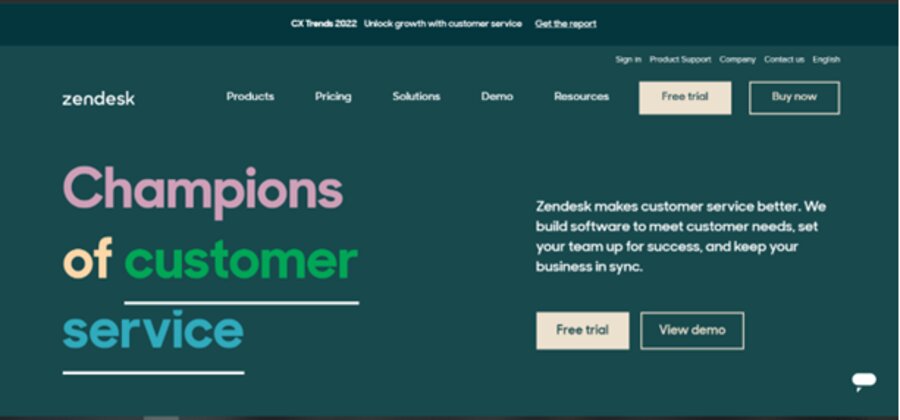 CX Trends 2022 Unlock growth with customer service Get the report
Sign in Product Support Company Contact us English
zendesk Products Pricing Solutions Demo Resources Free trial Buy now
Champions
of customer
service
Zendesk makes customer service better. We
build software to meet customer needs, set
your team up for success, and keep your
business in sync.
Free trial View demo